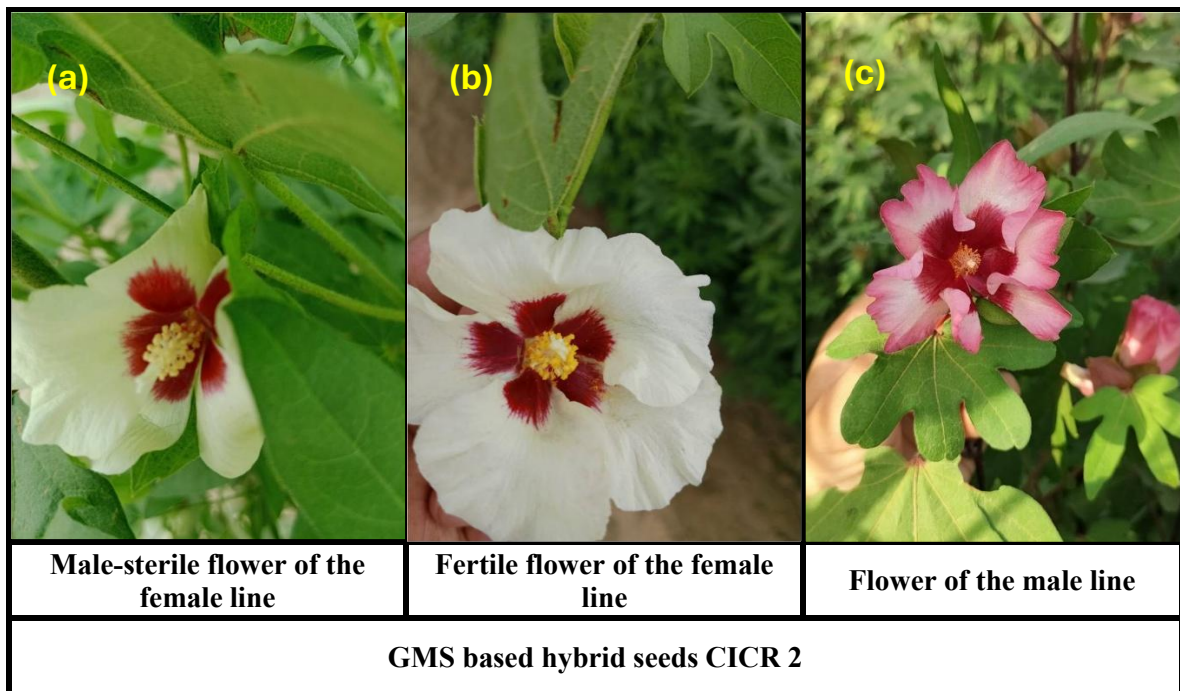 (a)
(b)
(c)
Male-sterile flower of the
female line
Fertile flower of the female
line
Flower of the male line
GMS based hybrid seeds CICR 2